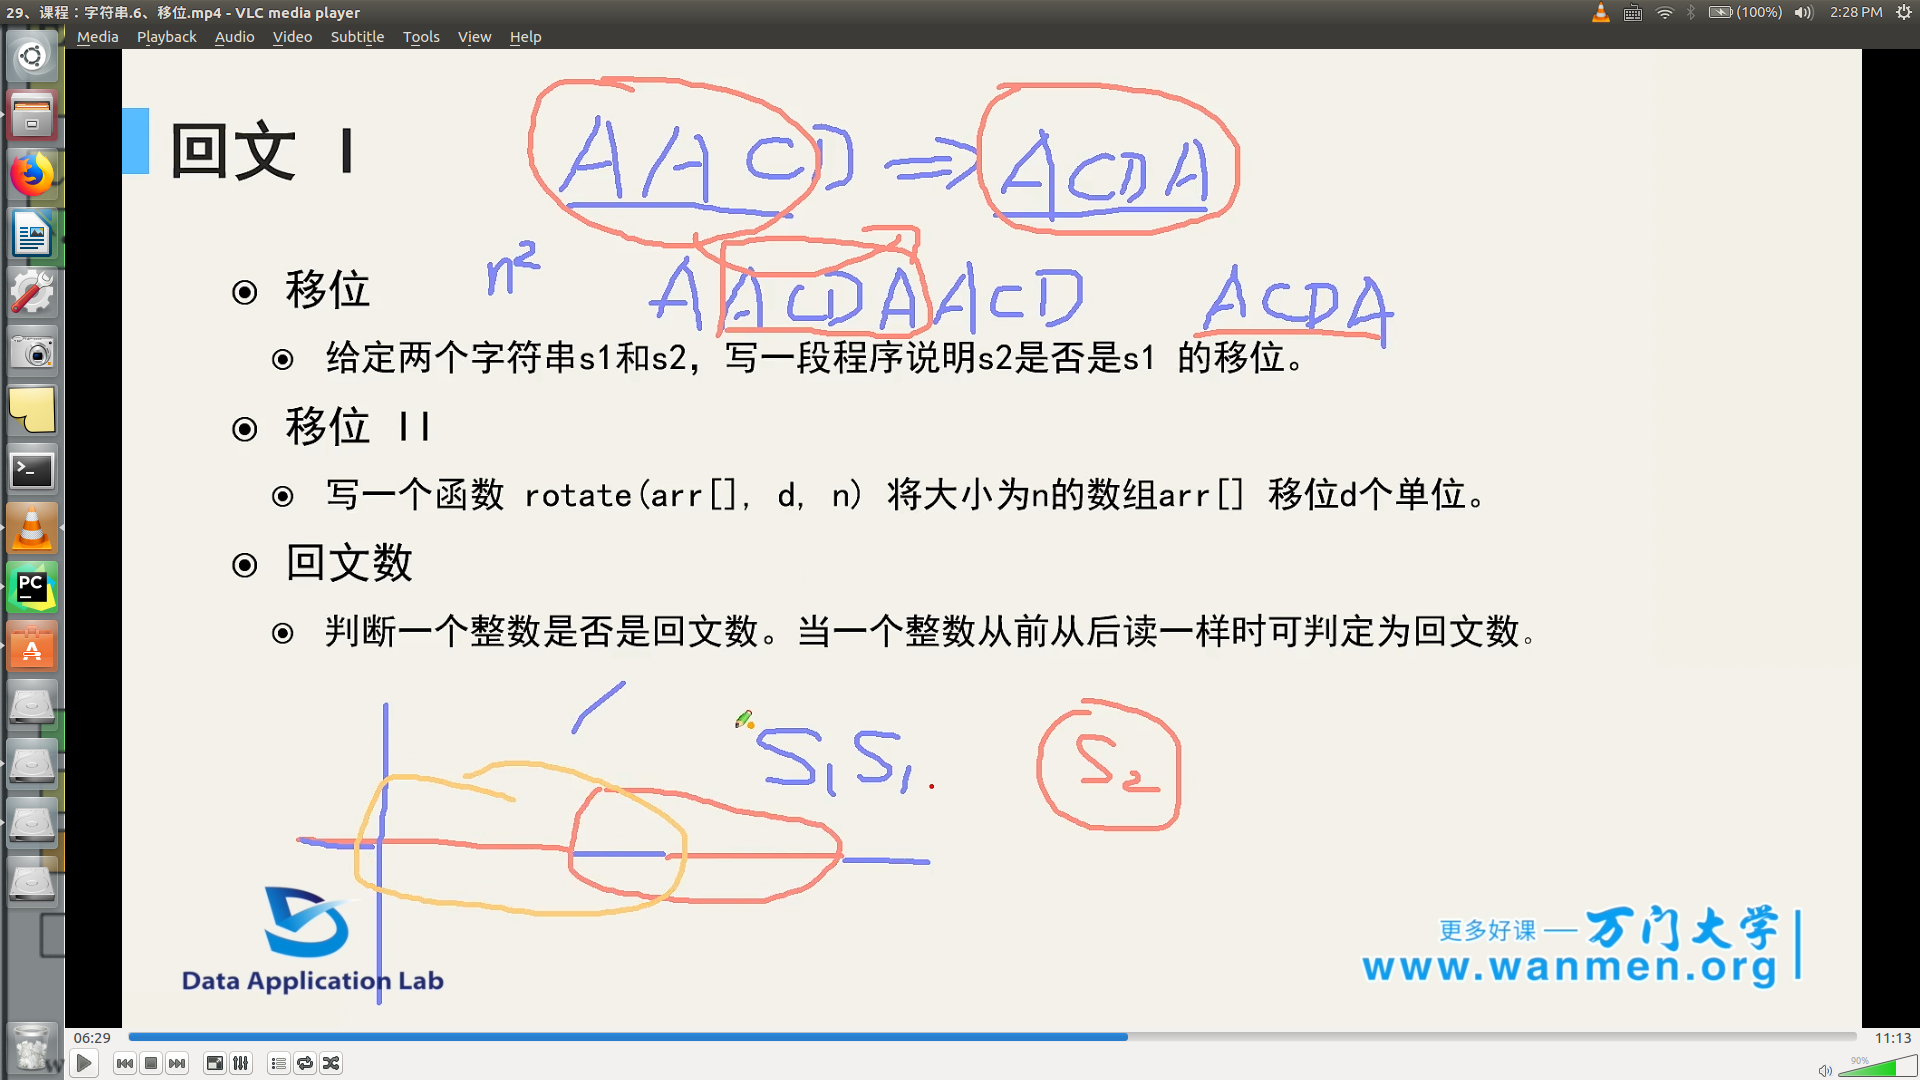 29、课程：字符串.6、移位.mp4 - VLC media player
(100%) 2:28 PM
Media Playback Audio Video Subtitle Tools View Help
回文 I
AACD ⇒ ACDA
移位
n²
AACDAACD
ACDA
给定两个字符串s1和s2，写一段程序说明s2是否是s1 的移位。
移位 II
写一个函数 rotate(arr[], d, n) 将大小为n的数组arr[] 移位d个单位。
回文数
判断一个整数是否是回文数。当一个整数从前从后读一样时可判定为回文数。
S₁S₁.
S₂
Data Application Lab
更多好课 — 万门大学
www.wanmen.org
PC
06:29
11:13
90%